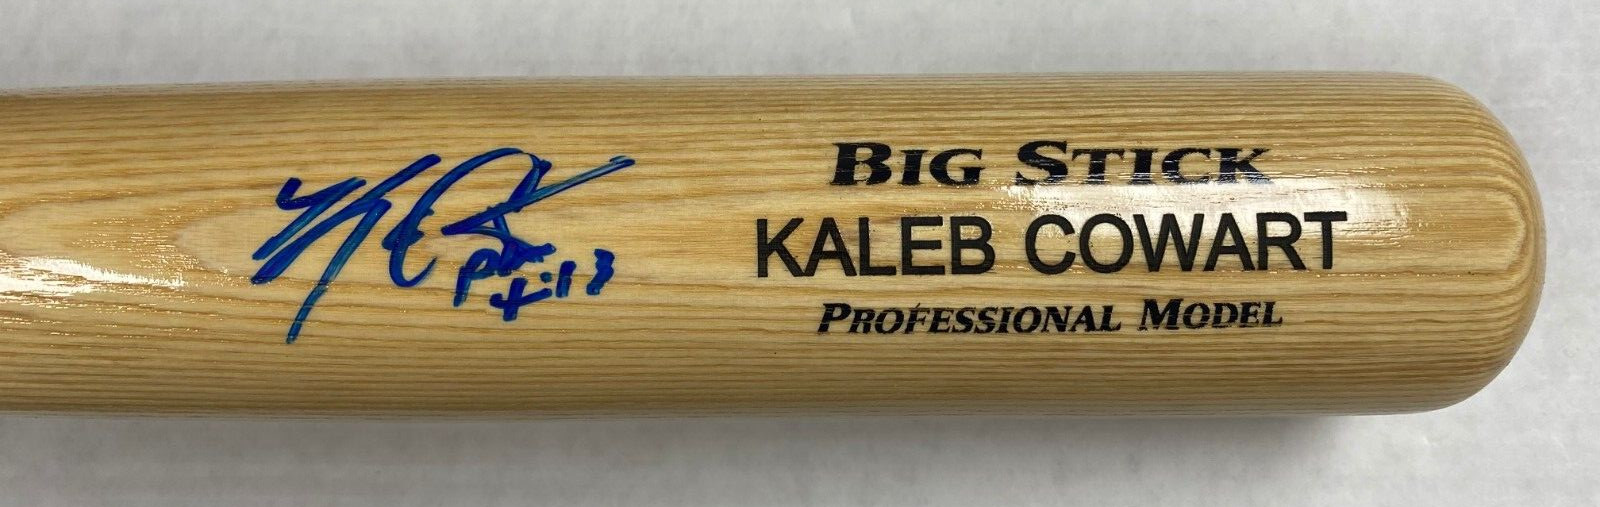 BIG STICK
KALEB COWART
PROFESSIONAL MODEL
4:13